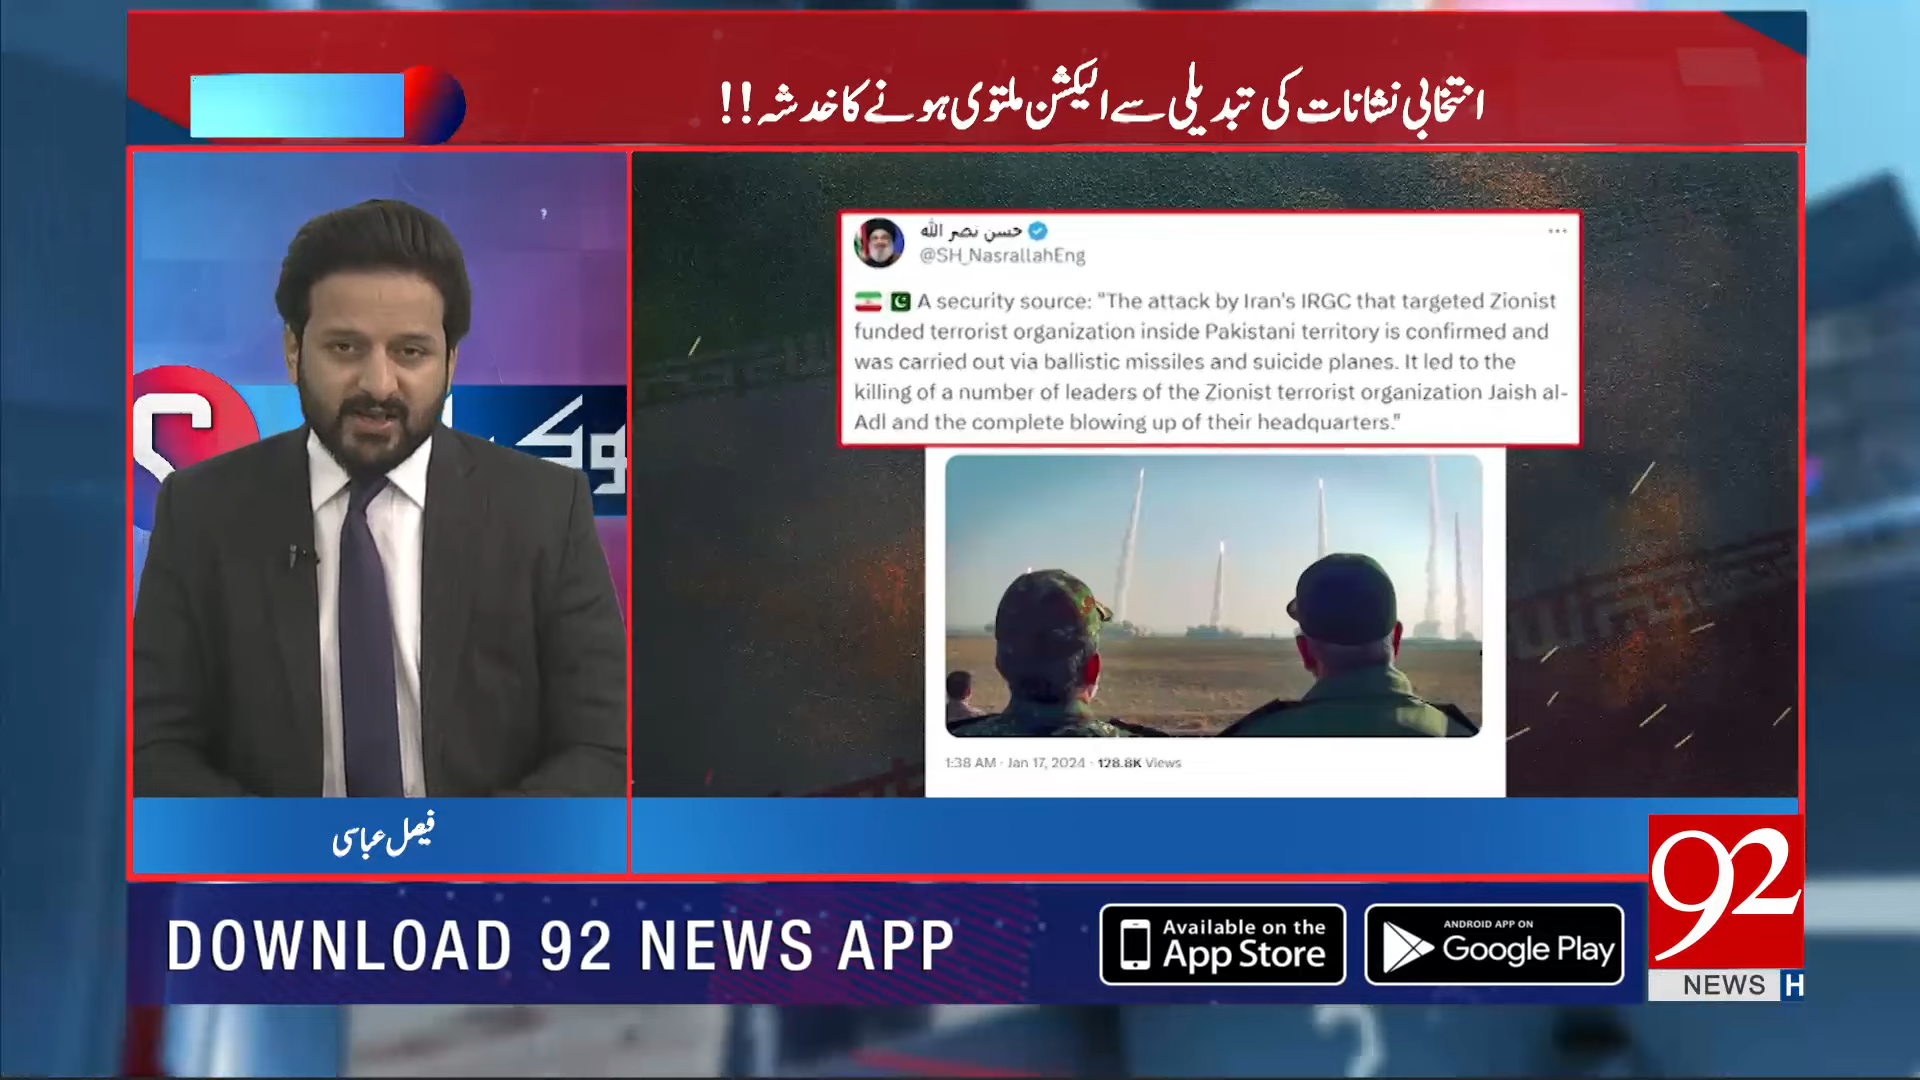 انتخابی نشانات کی تبدیلی سے الیکشن ملتوی ہونے کا خدشہ !!
حسن نصر الله
@SH_NasrallahEng
A security source: "The attack by Iran's IRGC that targeted Zionist
funded terrorist organization inside Pakistani territory is confirmed and
was carried out via ballistic missiles and suicide planes. It led to the
killing of a number of leaders of the Zionist terrorist organization Jaish al-
Adl and the complete blowing up of their headquarters."
1:38 AM · Jan 17, 2024 · 128.8K Views
فیصل عباسی
DOWNLOAD 92 NEWS APP
Available on the
App Store
ANDROID APP ON
Google Play
92
NEWS H